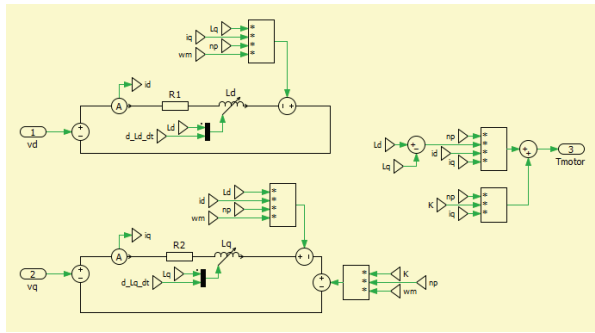 Lq
iq
np
wm
id
R1
Ld
A
Ld
d_Ld_dt
1
vd
np
Ld
id
iq
Lq
3
Tmotor
np
K
iq
Ld
id
np
wm
iq
R2
Lq
A
Lq
d_Lq_dt
2
vq
K
np
wm